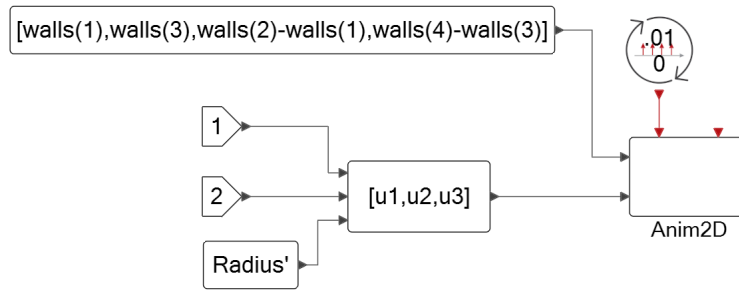 [walls(1),walls(3),walls(2)-walls(1),walls(4)-walls(3)]
.01
0
1
2
[u1,u2,u3]
Radius'
Anim2D